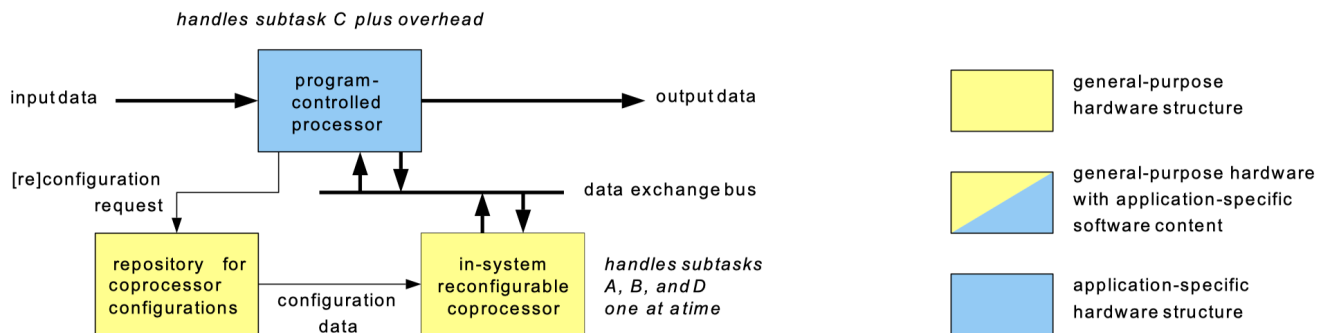 handles subtask C plus overhead
program-
controlled
processor
input data
output data
[re]configuration
request
data exchange bus
repository for
coprocessor
configurations
configuration
data
in-system
reconfigurable
coprocessor
handles subtasks
A, B, and D
one at atime
general-purpose
hardware structure
general-purpose hardware
with application-specific
software content
application-specific
hardware structure